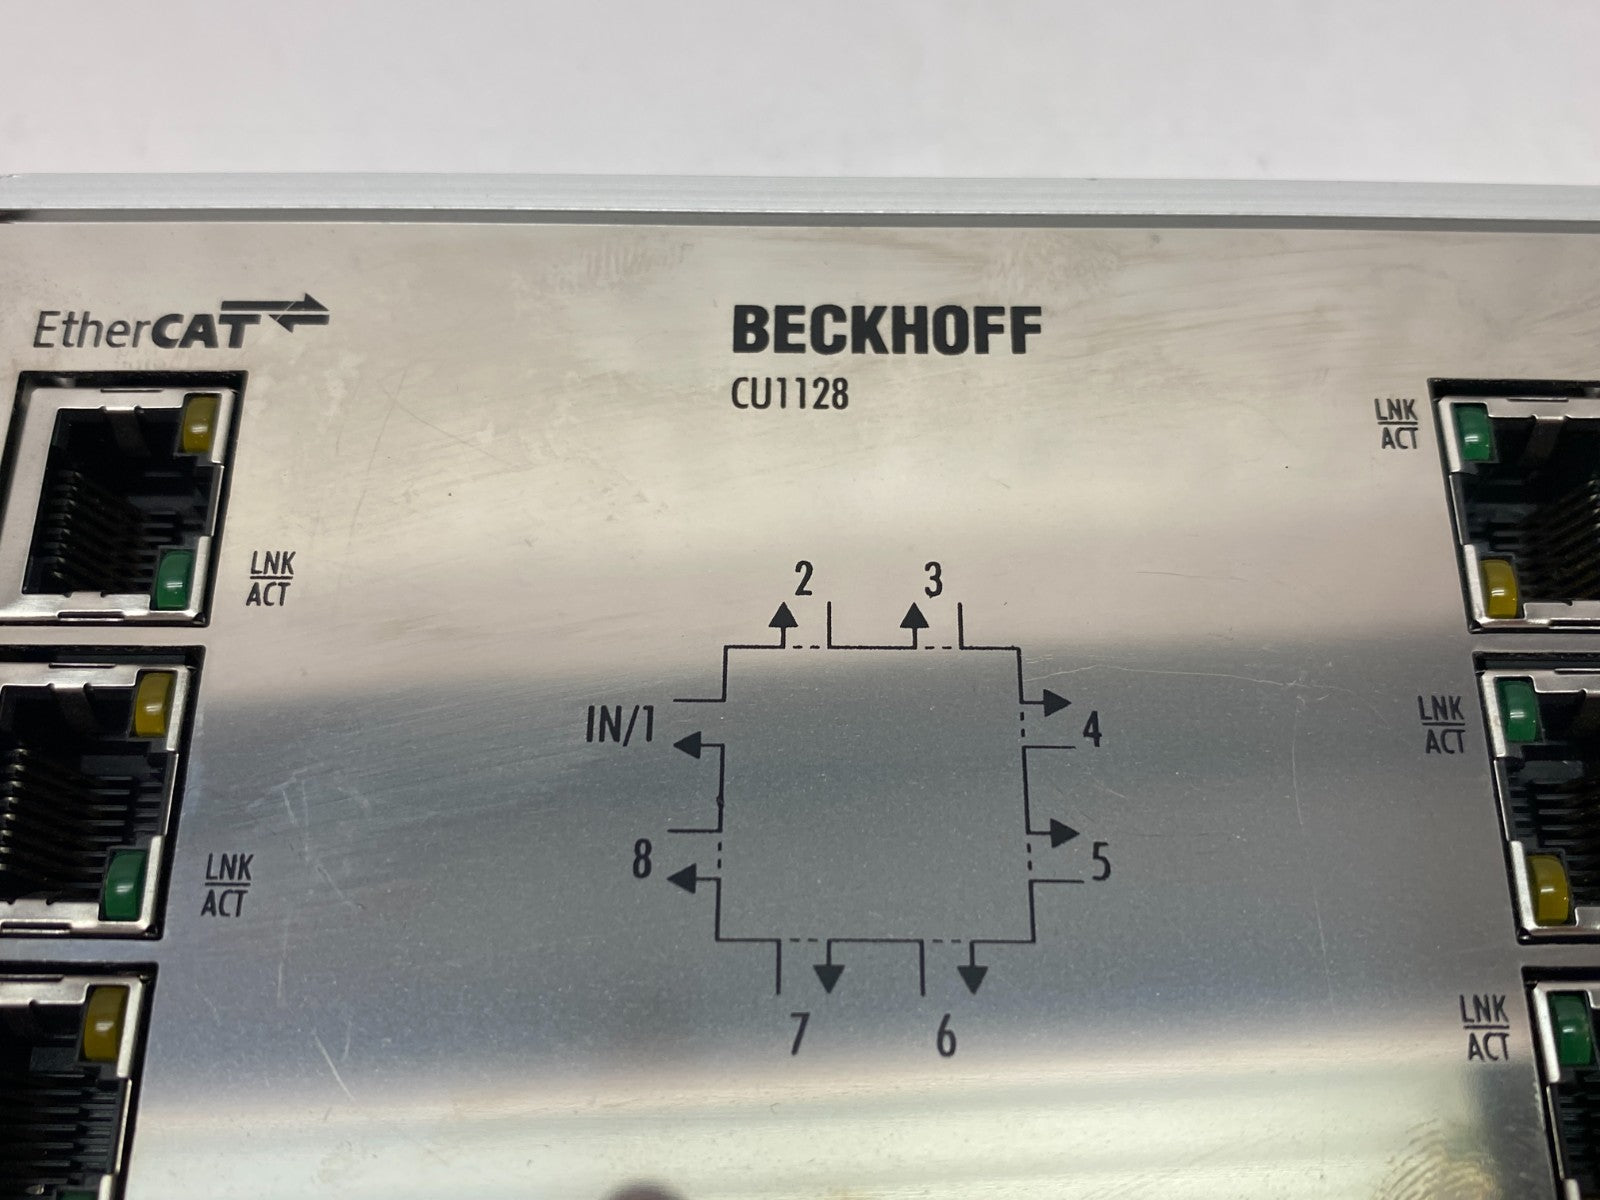 EtherCAT
BECKHOFF
CU1128
LNK
ACT
LNK
ACT
2 3
IN/1
4
8
5
7 6
LNK
ACT
LNK
ACT
LNK
ACT